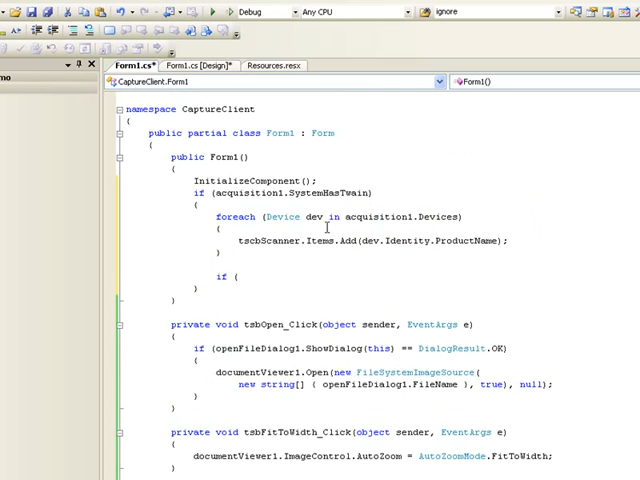 Debug
Any CPU
ignore
Form1.cs*
Form1.cs [Design]*
Resources.resx
mo
CaptureClient.Form1
Form1()
namespace CaptureClient
{
public partial class Form1 : Form
{
public Form1()
{
InitializeComponent();
if (acquisition1.SystemHasTwain)
{
foreach (Device dev in acquisition1.Devices)
{
tscbScanner.Items.Add(dev.Identity.ProductName);
}
if (
}
}
private void tsbOpen_Click(object sender, EventArgs e)
{
if (openFileDialog1.ShowDialog(this) == DialogResult.OK)
{
documentViewer1.Open(new FileSystemImageSource(
new string[] { openFileDialog1.FileName }, true), null);
}
}
private void tsbFitToWidth_Click(object sender, EventArgs e)
{
documentViewer1.ImageControl.AutoZoom = AutoZoomMode.FitToWidth;
}